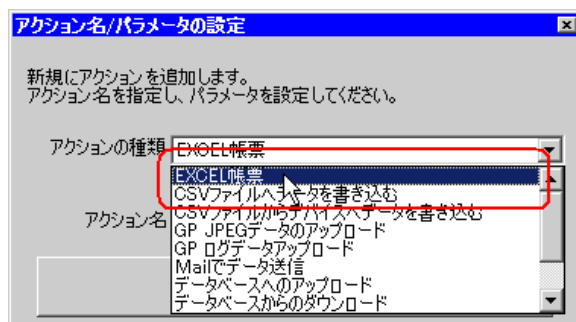 アクション名/パラメータの設定
新規にアクションを追加します。
アクション名を指定し、パラメータを設定してください。
アクションの種類 EXCEL帳票
EXCEL帳票
CSVファイルへデータを書き込む
アクション名 CSVファイルからデバイスへデータを書き込む
GP JPEGデータのアップロード
GP ログデータアップロード
Mailでデータ送信
データベースへのアップロード
データベースからのダウンロード